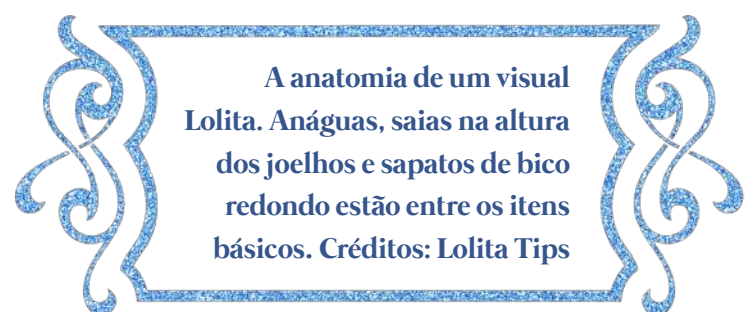 A anatomia de um visual
Lolita. Anáguas, saias na altura
dos joelhos e sapatos de bico
redondo estão entre os itens
básicos. Créditos: Lolita Tips